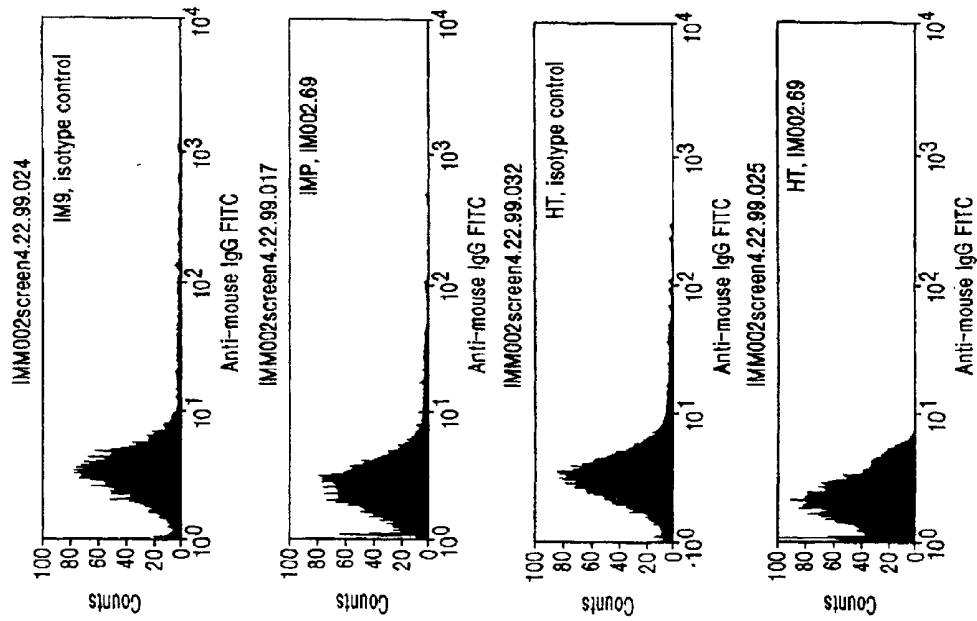 IMM002screen4.22.99.024
100
80
60
40
20
0
Counts
IM9, isotype control
10^0
10^1
10^2
10^3
10^4
Anti-mouse IgG FITC
IMM002screen4.22.99.017
100
80
60
40
20
0
Counts
IMP, IM002.69
10^0
10^1
10^2
10^3
10^4
Anti-mouse IgG FITC
IMM002screen4.22.99.032
100
80
60
40
20
0
Counts
HT, isotype control
-10^0
10^1
10^2
10^3
10^4
Anti-mouse IgG FITC
IMM002screen4.22.99.025
100
80
60
40
20
0
Counts
HT, IM002.69
10^0
10^1
10^2
10^3
10^4
Anti-mouse IgG FITC